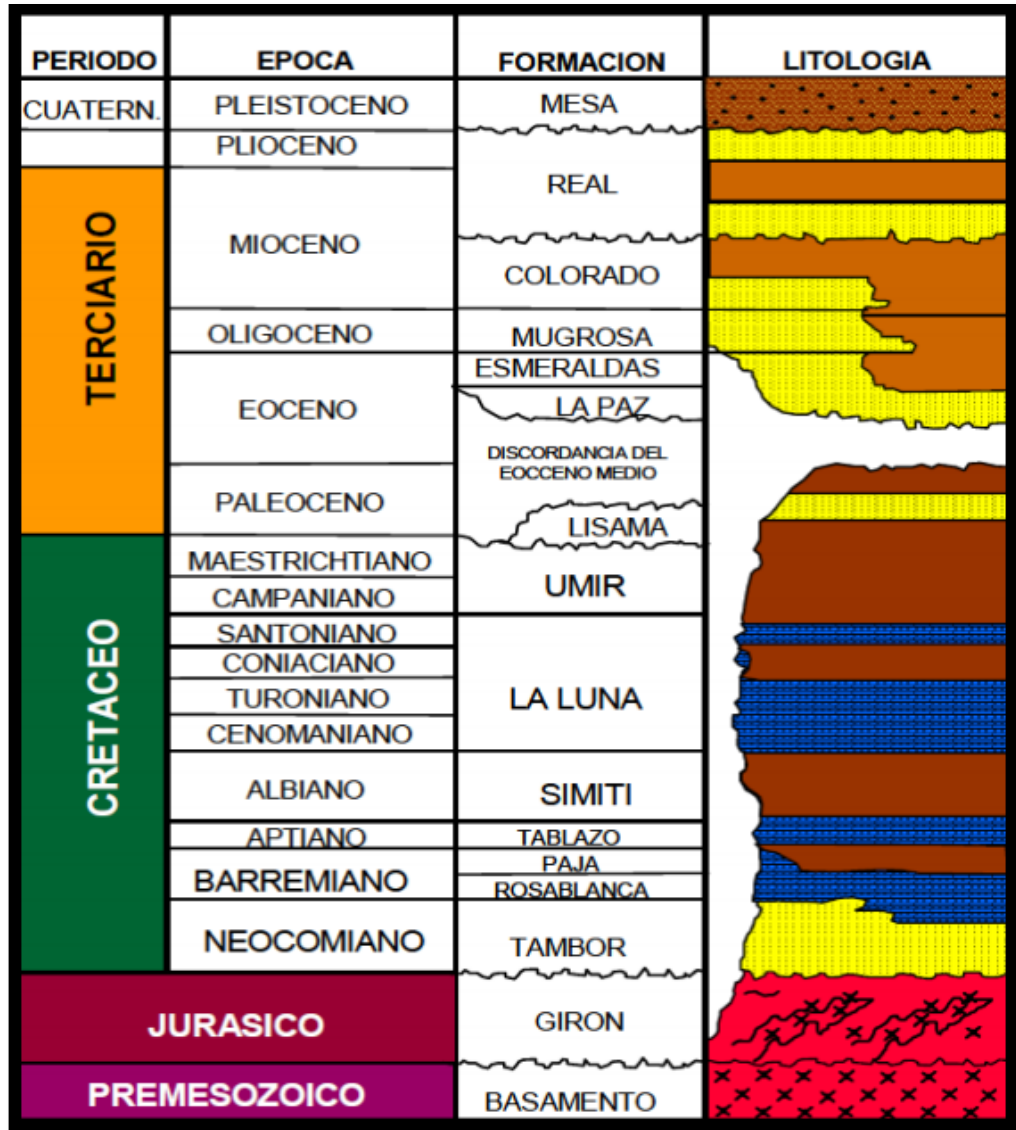 PERIODO EPOCA FORMACION LITOLOGIA
CUATERN. PLEISTOCENO MESA
PLIOCENO
REAL
TERCIARIO
MIOCENO
COLORADO
OLIGOCENO MUGROSA
ESMERALDAS
EOCENO LA PAZ
DISCORDANCIA DEL
EOCCENO MEDIO
PALEOCENO
LISAMA
CRETACEO
MAESTRICHTIANO
UMIR
CAMPANIANO
SANTONIANO
CONIACIANO
TURONIANO LA LUNA
CENOMANIANO
ALBIANO SIMITI
APTIANO TABLAZO
PAJA
BARREMIANO
ROSABLANCA
NEOCOMIANO TAMBOR
JURASICO GIRON
PREMESOZOICO BASAMENTO